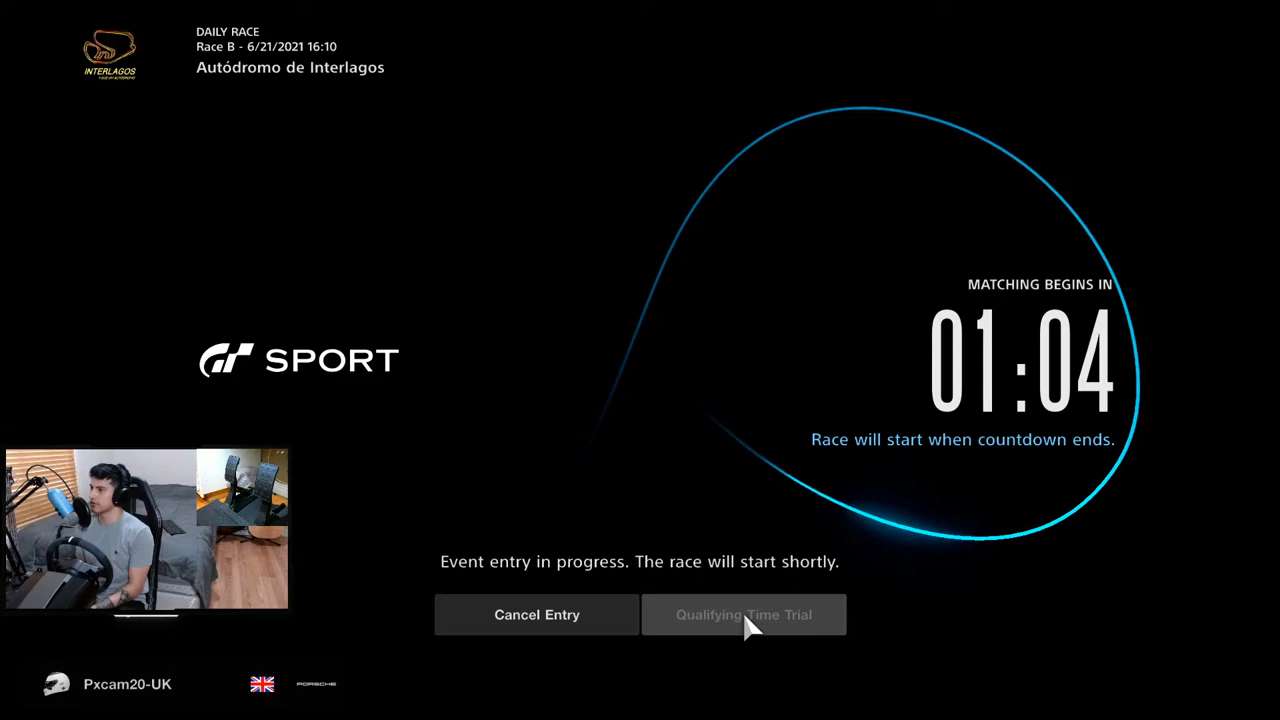 DAILY RACE
Race B - 6/21/2021 16:10
Autódromo de Interlagos
INTERLAGOS
MATCHING BEGINS IN
01:04
Race will start when countdown ends.
GT SPORT
Event entry in progress. The race will start shortly.
Cancel Entry
Qualifying Time Trial
Pxcam20-UK
PORSCHE